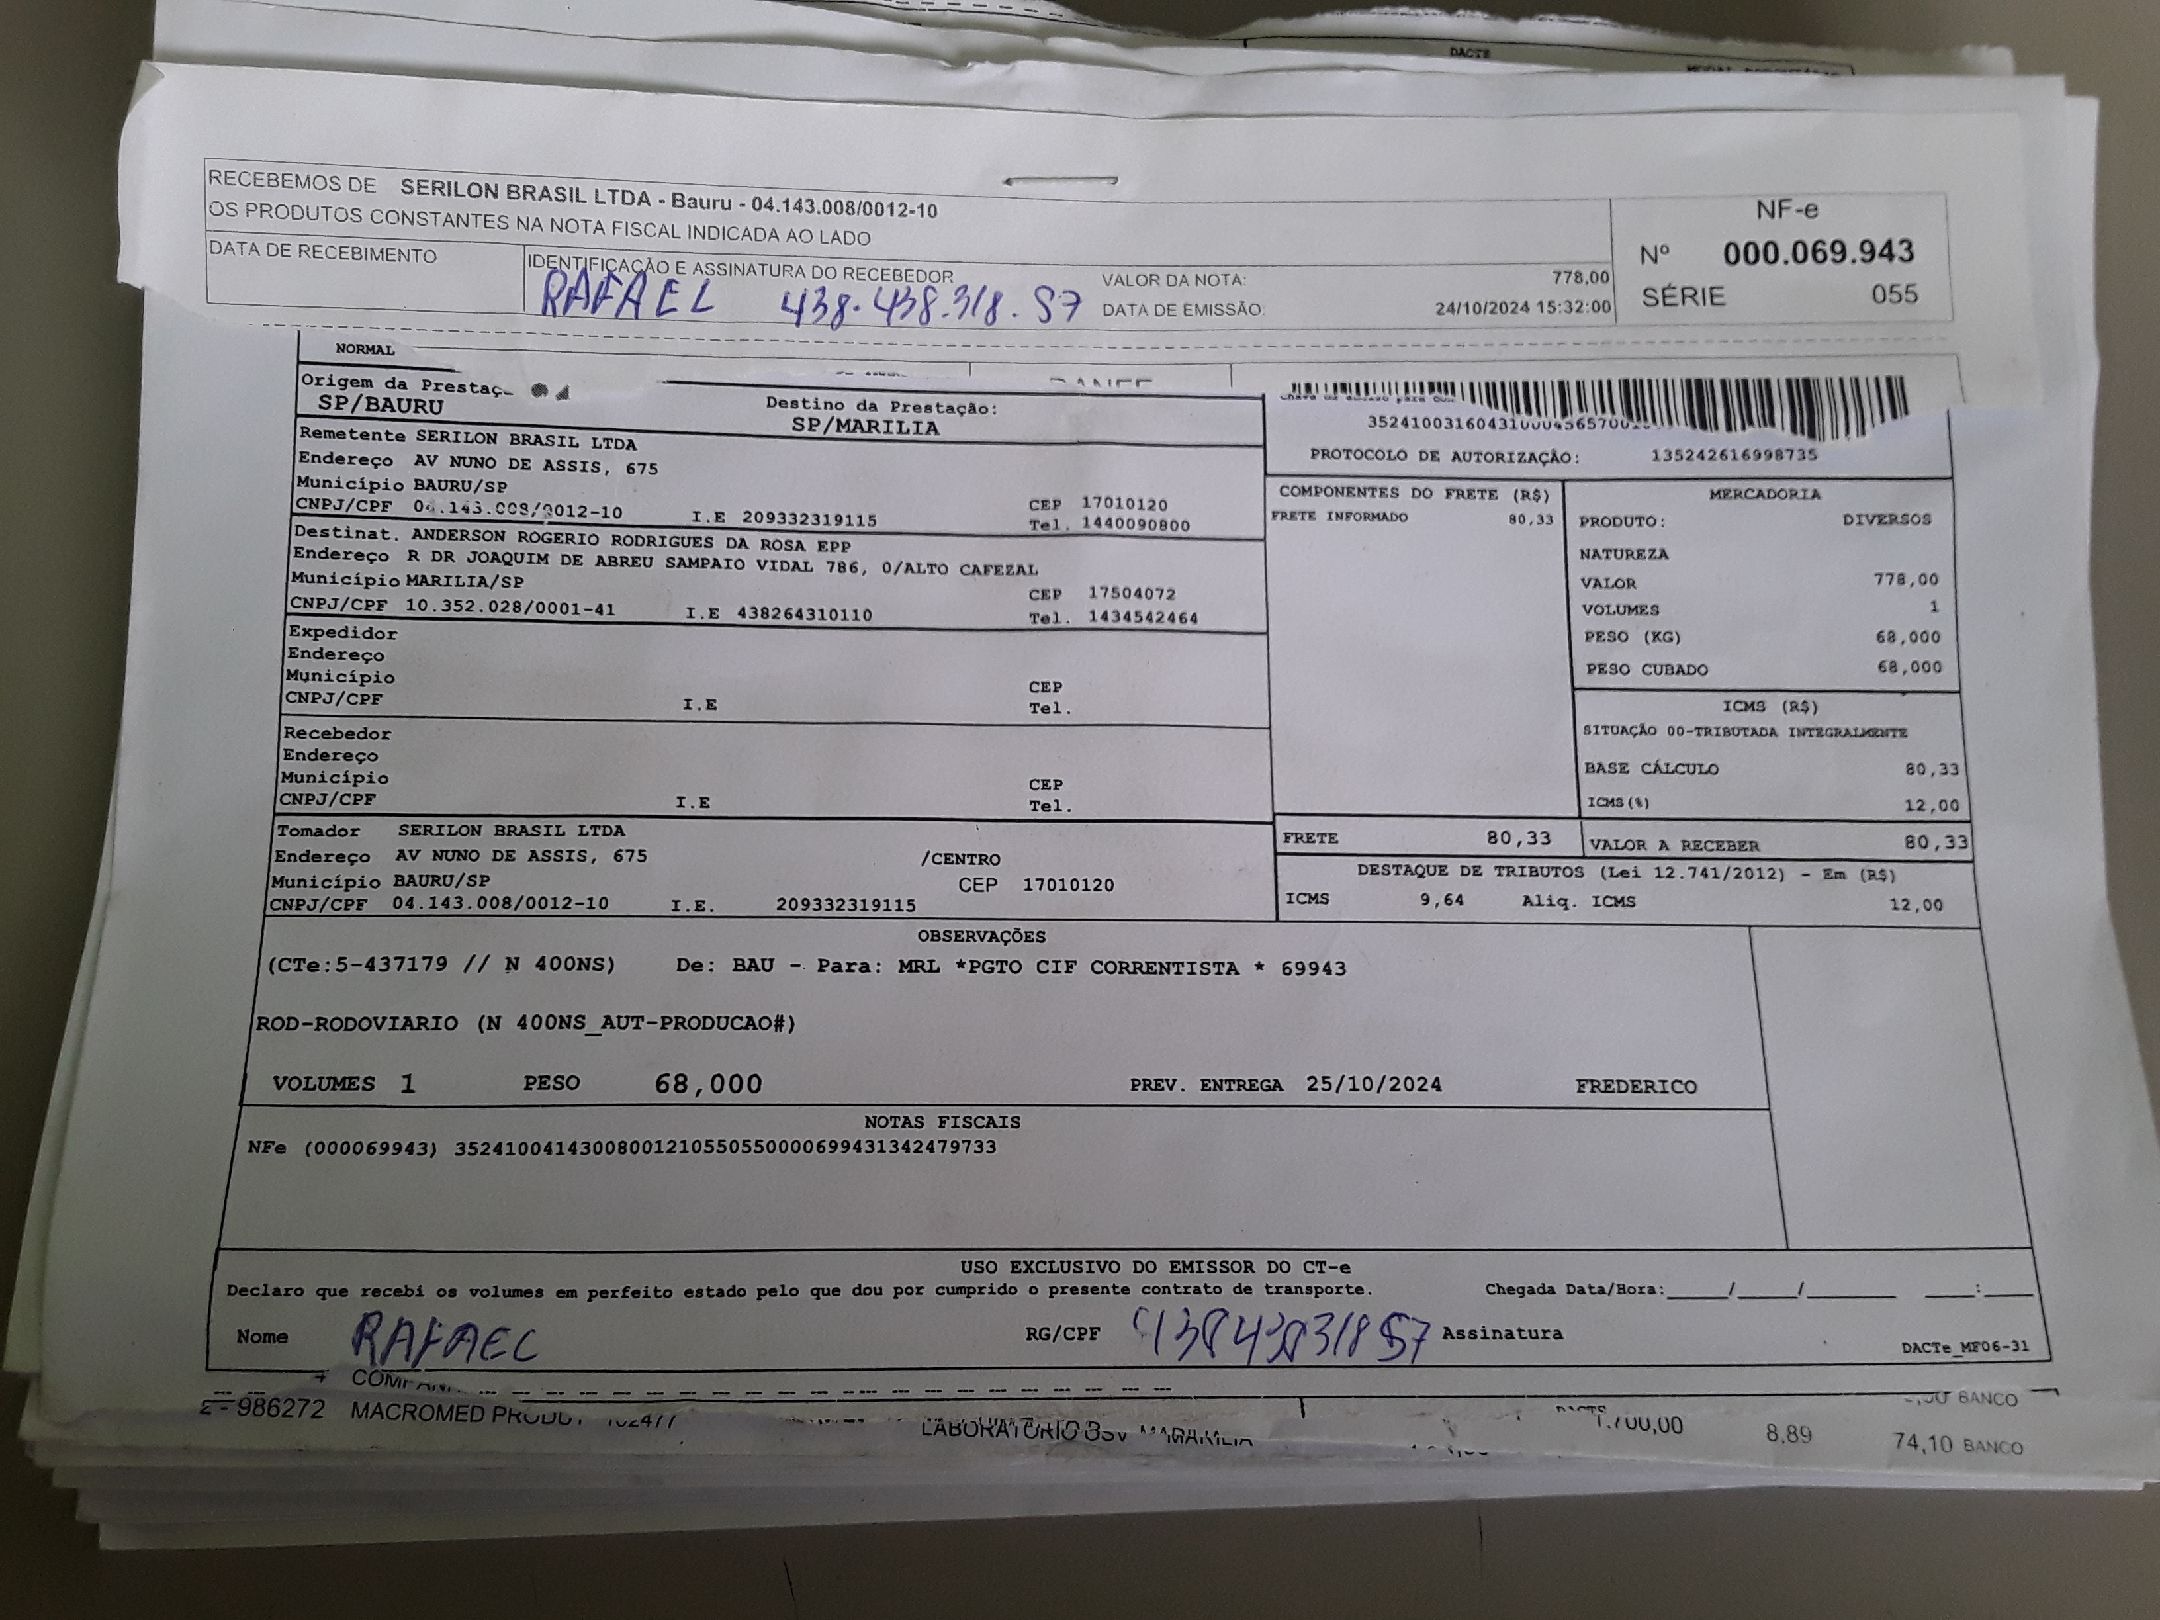 DACTE
RECEBEMOS DE SERILON BRASIL LTDA - Bauru - 04.143.008/0012-10
OS PRODUTOS CONSTANTES NA NOTA FISCAL INDICADA AO LADO
DATA DE RECEBIMENTO
IDENTIFICAÇÃO E ASSINATURA DO RECEBEDOR
RAFAEL 438.438.318.57
VALOR DA NOTA: 778,00
DATA DE EMISSÃO: 24/10/2024 15:32:00
NF-e
Nº 000.069.943
SÉRIE 055
NORMAL
Origem da
SP/BAURU
Destino da Prestação:
SP/MARILIA
PROTOCOLO DE AUTORIZAÇÃO: 135242616998735
Remetente SERILON BRASIL LTDA
Endereço AV NUNO DE ASSIS, 675
Município BAURU/SP
CEP 17010120
CNPJ/CPF 04.143.008/0012-10 I.E 209332319115 Tel. 1440090800
Destinat. ANDERSON ROGERIO RODRIGUES DA ROSA EPP
Endereço R DR JOAQUIM DE ABREU SAMPAIO VIDAL 786, 0/ALTO CAFEZAL
Município MARILIA/SP CEP 17504072
CNPJ/CPF 10.352.028/0001-41 I.E 438264310110 Tel. 1434542464
Expedidor
Endereço
Município CEP
CNPJ/CPF I.E Tel.
Recebedor
Endereço
Município CEP
CNPJ/CPF I.E Tel.
Tomador SERILON BRASIL LTDA
Endereço AV NUNO DE ASSIS, 675 /CENTRO
Município BAURU/SP CEP 17010120
CNPJ/CPF 04.143.008/0012-10 I.E. 209332319115
COMPONENTES DO FRETE (R$)
FRETE INFORMADO 80,33
MERCADORIA
PRODUTO: DIVERSOS
NATUREZA
VALOR 778,00
VOLUMES 1
PESO (KG) 68,000
PESO CUBADO 68,000
ICMS (R$)
SITUAÇÃO 00-TRIBUTADA INTEGRALMENTE
BASE CÁLCULO 80,33
ICMS(%) 12,00
FRETE 80,33 VALOR A RECEBER 80,33
DESTAQUE DE TRIBUTOS (Lei 12.741/2012) - Em (R$)
ICMS 9,64 Aliq. ICMS 12,00
OBSERVAÇÕES
(CTe:5-437179 // N 400NS) De: BAU - Para: MRL *PGTO CIF CORRENTISTA * 69943
ROD-RODOVIARIO (N 400NS_AUT-PRODUCAO#)
VOLUMES 1 PESO 68,000 PREV. ENTREGA 25/10/2024 FREDERICO
NOTAS FISCAIS
NFe (000069943) 35241004143008001210550550000699431342479733
USO EXCLUSIVO DO EMISSOR DO CT-e
Declaro que recebi os volumes em perfeito estado pelo que dou por cumprido o presente contrato de transporte. Chegada Data/Hora:_____/_____/_______ ____:____
Nome RAFAEL RG/CPF 43843831857 Assinatura
DACTe_MF06-31
BANCO
986272 MACROMED
LABORATORIO
1.700,00 8,89 74,10 BANCO